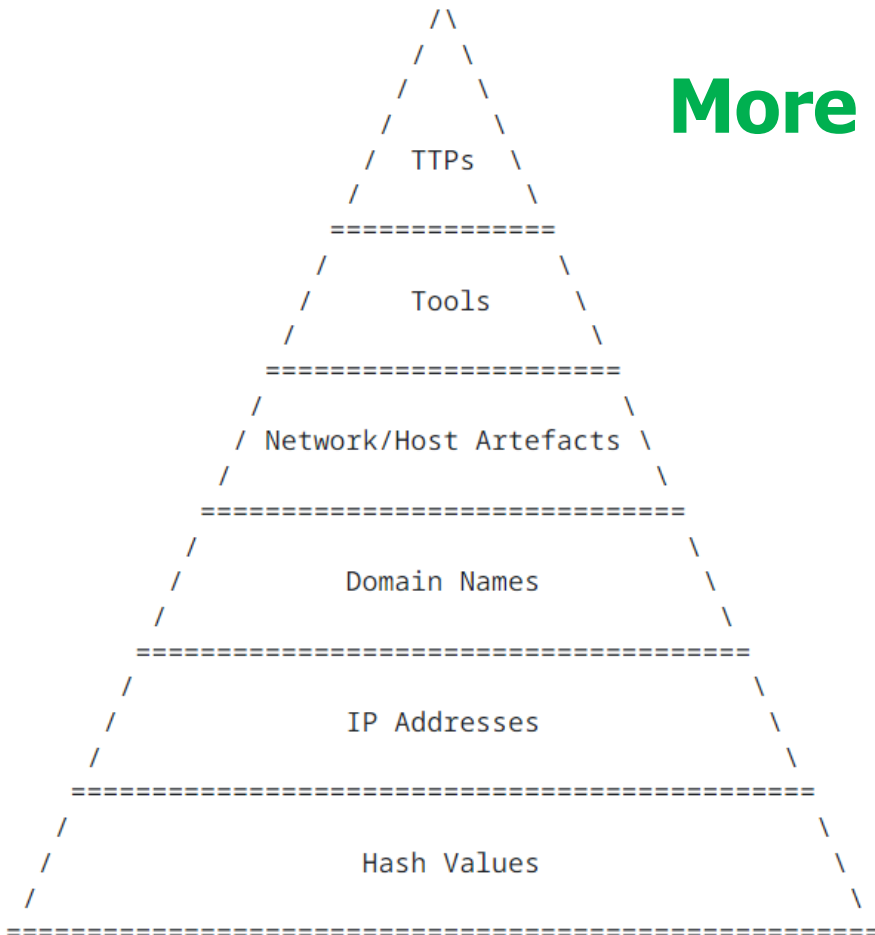 More
TTPs
Tools
Network/Host Artefacts
Domain Names
IP Addresses
Hash Values